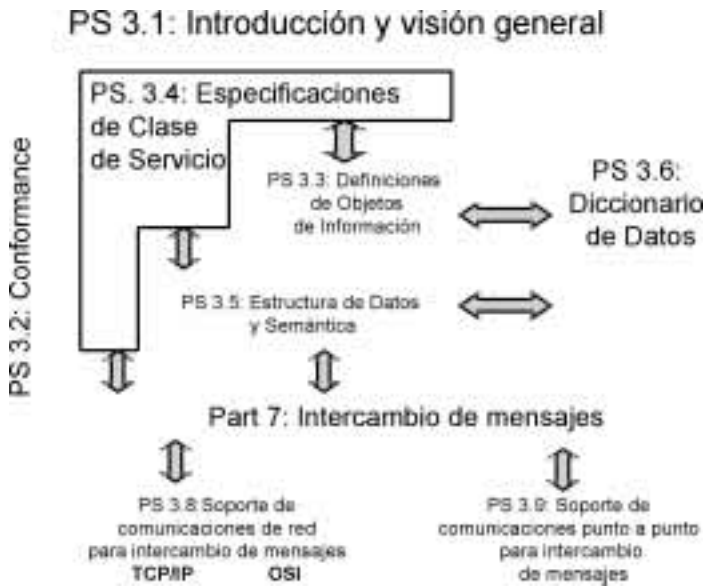 PS 3.1: Introducción y visión general
PS. 3.4: Especificaciones
de Clase
de Servicio
PS 3.2: Conformance
PS 3.3: Definiciones
de Objetos
de Información
PS 3.6:
Diccionario
de Datos
PS 3.5: Estructura de Datos
y Semántica
Part 7: Intercambio de mensajes
PS 3.8 Soporte de
comunicaciones de red
para intercambio de mensajes
TCP/IP OSI
PS 3.9: Soporte de
comunicaciones punto a punto
para intercambio
de mensajes